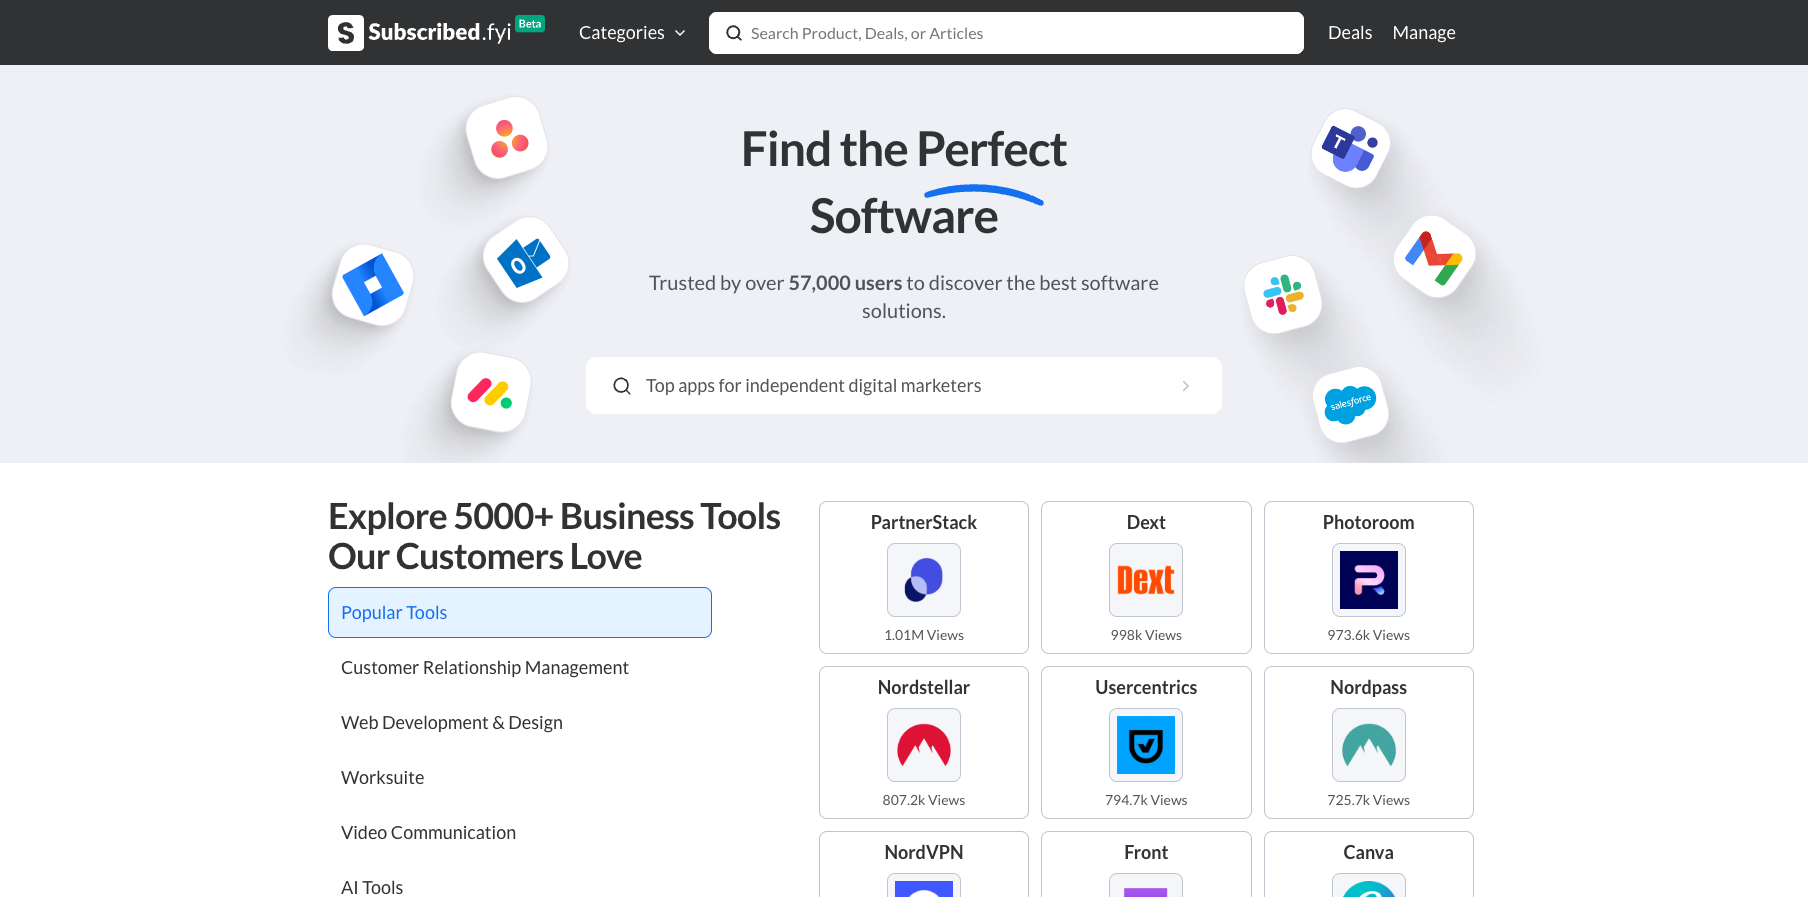 S Subscribed.fyi Beta
Categories
Search Product, Deals, or Articles
Deals
Manage
Find the Perfect
Software
Trusted by over 57,000 users to discover the best software
solutions.
Top apps for independent digital marketers
T
O
salesforce
Explore 5000+ Business Tools
Our Customers Love
Popular Tools
Customer Relationship Management
Web Development & Design
Worksuite
Video Communication
AI Tools
PartnerStack
1.01M Views
Dext
Dext
998k Views
Photoroom
973.6k Views
Nordstellar
807.2k Views
Usercentrics
794.7k Views
Nordpass
725.7k Views
NordVPN
Front
Canva